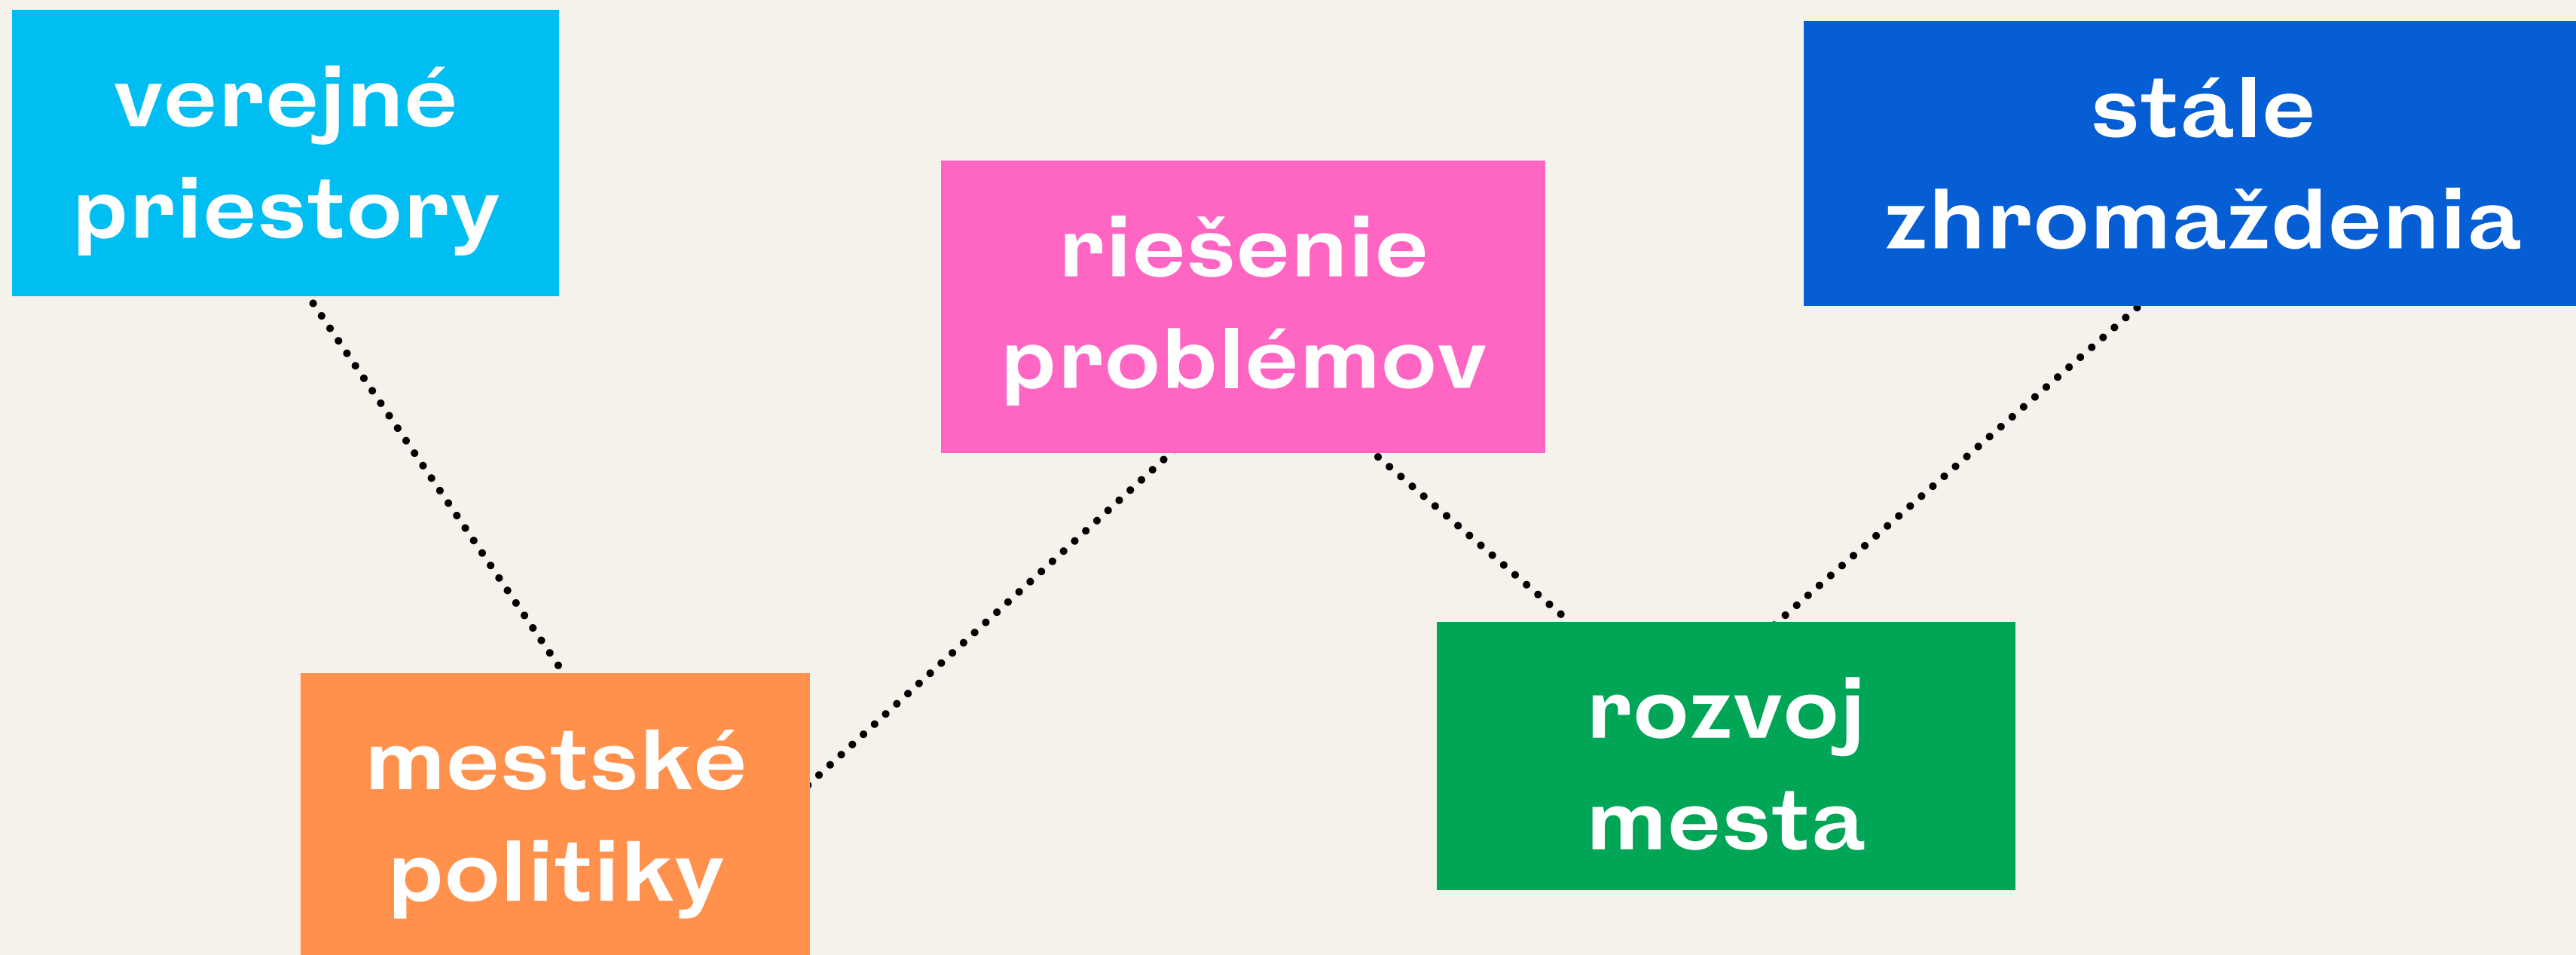 verejné
priestory
riešenie
problémov
stále
zhromaždenia
mestské
politiky
rozvoj
mesta